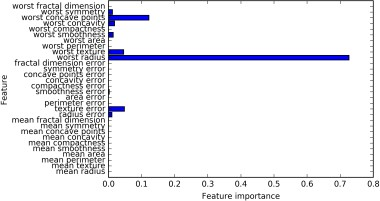 worst fractal dimension
worst symmetry
worst concave points
worst concavity
worst compactness
worst smoothness
worst area
worst perimeter
worst texture
worst radius
fractal dimension error
symmetry error
concave points error
concavity error
compactness error
smoothness error
area error
perimeter error
texture error
radius error
mean fractal dimension
mean symmetry
mean concave points
mean concavity
mean compactness
mean smoothness
mean area
mean perimeter
mean texture
mean radius
Feature
0.0 0.1 0.2 0.3 0.4 0.5 0.6 0.7 0.8
Feature importance